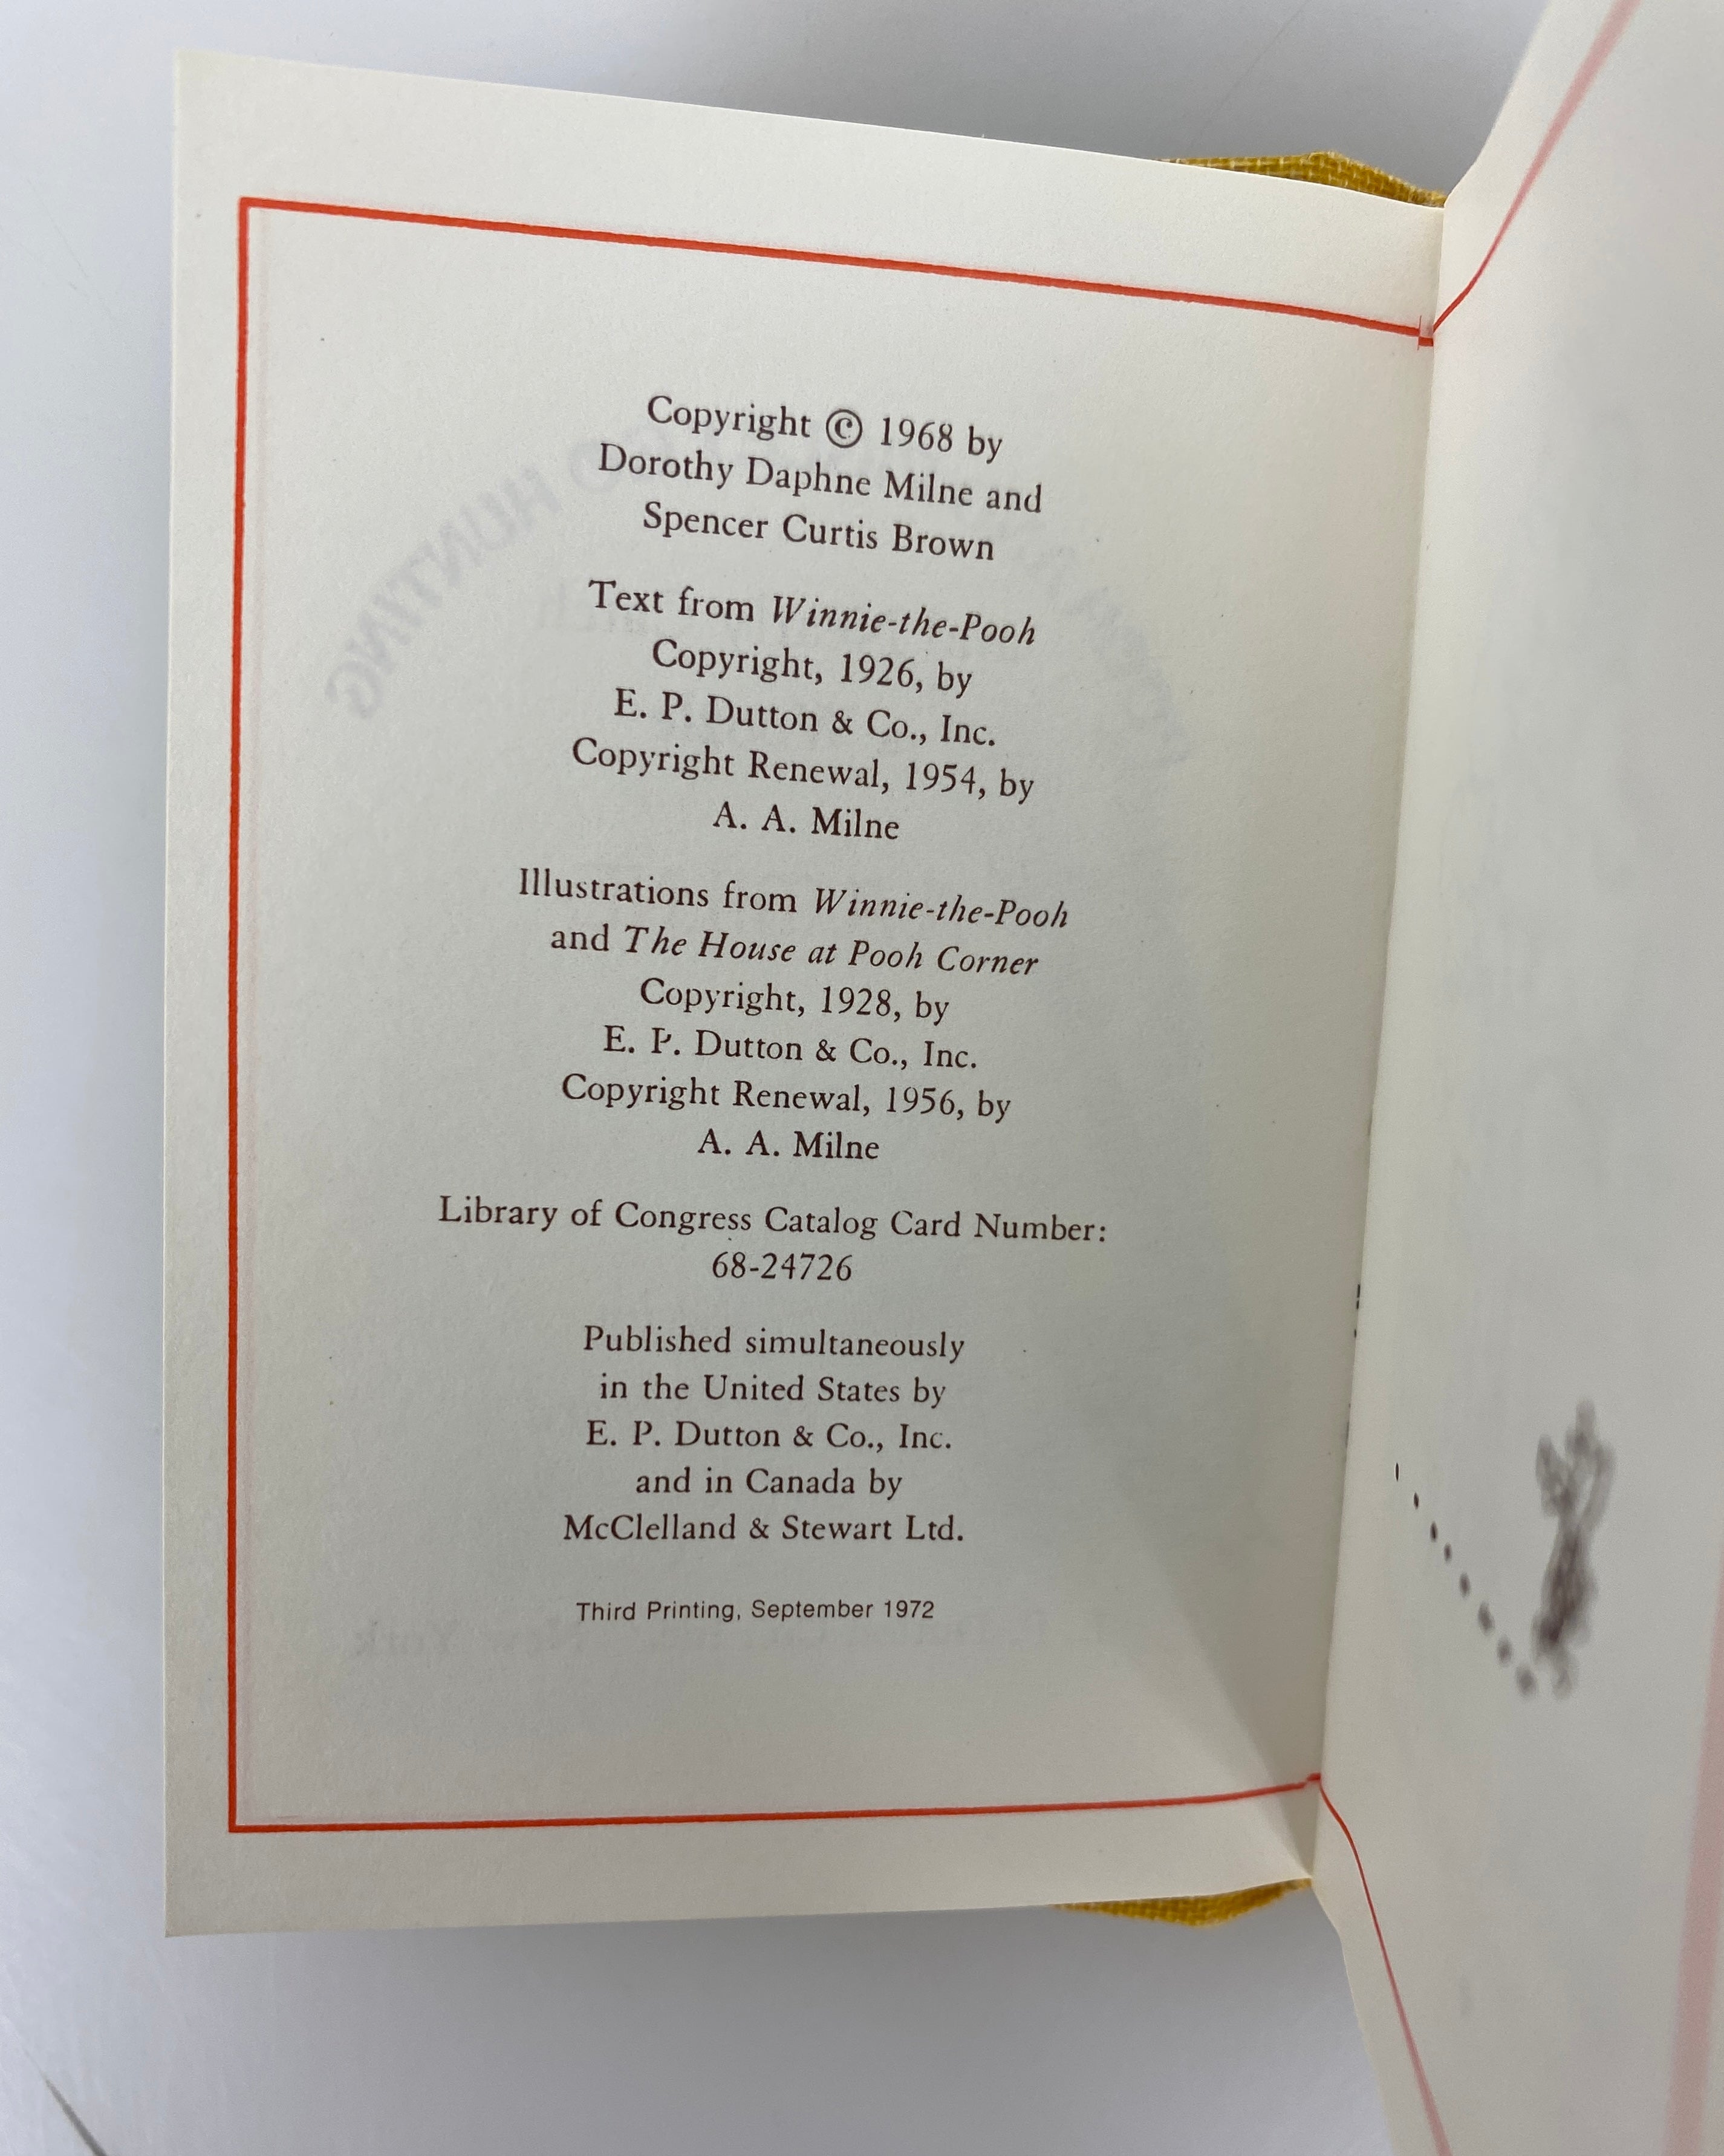 Copyright © 1968 by
Dorothy Daphne Milne and
Spencer Curtis Brown
Text from Winnie-the-Pooh
Copyright, 1926, by
E. P. Dutton & Co., Inc.
Copyright Renewal, 1954, by
A. A. Milne
Illustrations from Winnie-the-Pooh
and The House at Pooh Corner
Copyright, 1928, by
E. P. Dutton & Co., Inc.
Copyright Renewal, 1956, by
A. A. Milne
Library of Congress Catalog Card Number:
68-24726
Published simultaneously
in the United States by
E. P. Dutton & Co., Inc.
and in Canada by
McClelland & Stewart Ltd.
Third Printing, September 1972